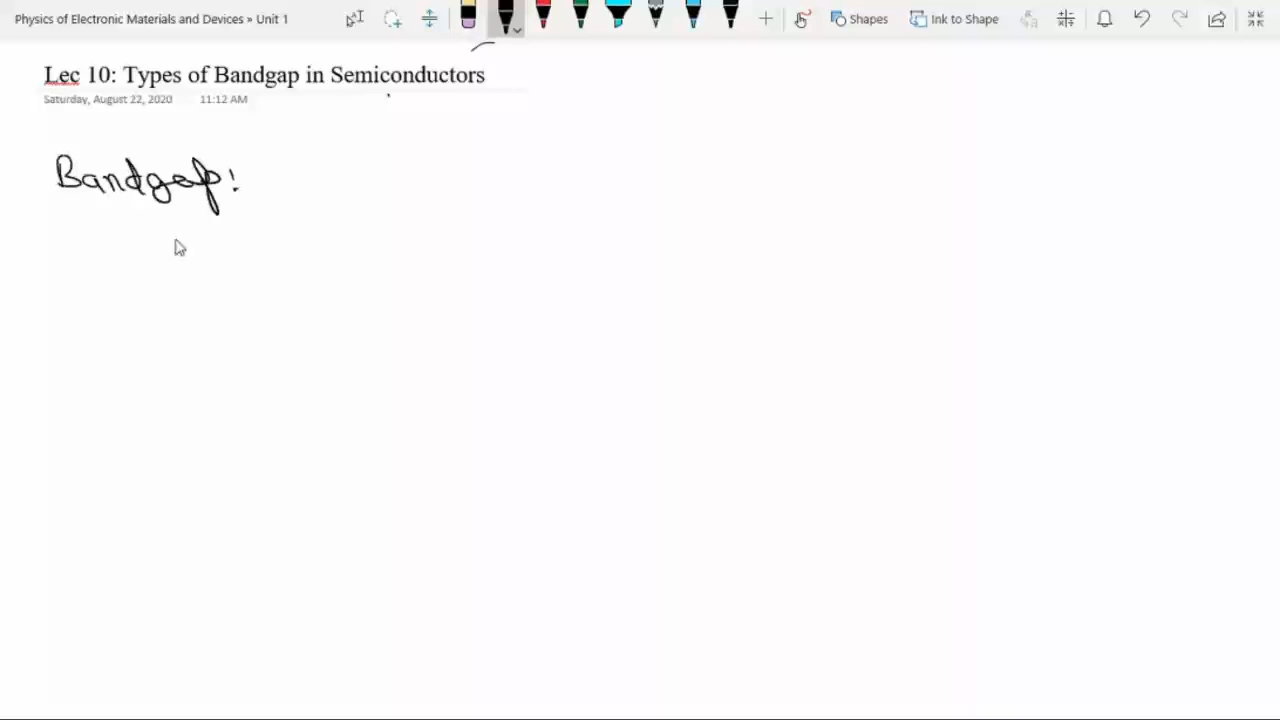 Physics of Electronic Materials and Devices » Unit 1
Shapes
Ink to Shape
Lec 10: Types of Bandgap in Semiconductors
Saturday, August 22, 2020 11:12 AM
Bandgap: